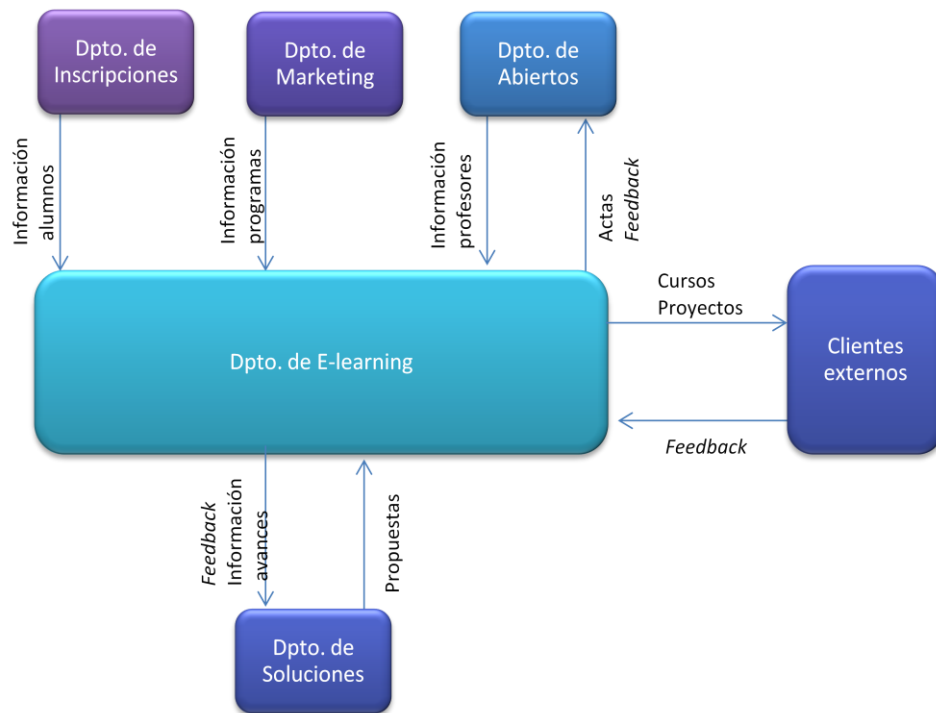 Dpto. de
Inscripciones
Dpto. de
Marketing
Dpto. de
Abiertos
Información
alumnos
Información
programas
Información
profesores
Actas
Feedback
Dpto. de E-learning
Cursos
Proyectos
Clientes
externos
Feedback
Feedback
Información
avances
Propuestas
Dpto. de
Soluciones